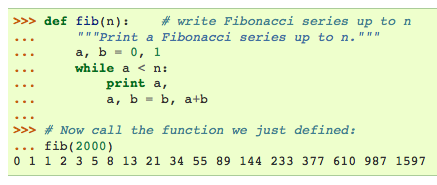 >>> def fib(n):    # write Fibonacci series up to n
...     """Print a Fibonacci series up to n."""
...     a, b = 0, 1
...     while a < n:
...         print a,
...         a, b = b, a+b
...
>>> # Now call the function we just defined:
... fib(2000)
0 1 1 2 3 5 8 13 21 34 55 89 144 233 377 610 987 1597